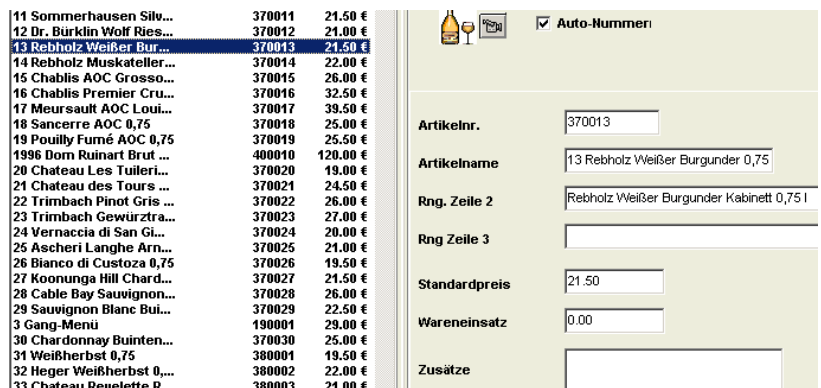 11 Sommerhausen Silv... 370011 21.50 €
12 Dr. Bürklin Wolf Ries... 370012 21.00 €
13 Rebholz Weißer Bur... 370013 21.50 €
14 Rebholz Muskateller... 370014 22.00 €
15 Chablis AOC Grosso... 370015 26.00 €
16 Chablis Premier Cru... 370016 32.50 €
17 Meursault AOC Loui... 370017 39.50 €
18 Sancerre AOC 0,75 370018 25.00 €
19 Pouilly Fumé AOC 0,75 370019 25.50 €
1996 Dom Ruinart Brut ... 400010 120.00 €
20 Chateau Les Tuileri... 370020 19.00 €
21 Chateau des Tours ... 370021 24.50 €
22 Trimbach Pinot Gris ... 370022 26.00 €
23 Trimbach Gewürztra... 370023 27.00 €
24 Vernaccia di San Gi... 370024 20.00 €
25 Ascheri Langhe Arn... 370025 21.00 €
26 Bianco di Custoza 0,75 370026 19.50 €
27 Koonunga Hill Chard... 370027 21.50 €
28 Cable Bay Sauvignon... 370028 26.00 €
29 Sauvignon Blanc Bui... 370029 22.50 €
3 Gang-Menü 190001 29.00 €
30 Chardonnay Buinten... 370030 25.00 €
31 Weißherbst 0,75 380001 19.50 €
32 Heger Weißherbst 0,... 380002 22.00 €
33 Chateau Revelette R 380003 21.00 €
Auto-Nummeri
Artikelnr. 370013
Artikelname 13 Rebholz Weißer Burgunder 0,75
Rng. Zeile 2 Rebholz Weißer Burgunder Kabinett 0,75 l
Rng Zeile 3
Standardpreis 21.50
Wareneinsatz 0.00
Zusätze